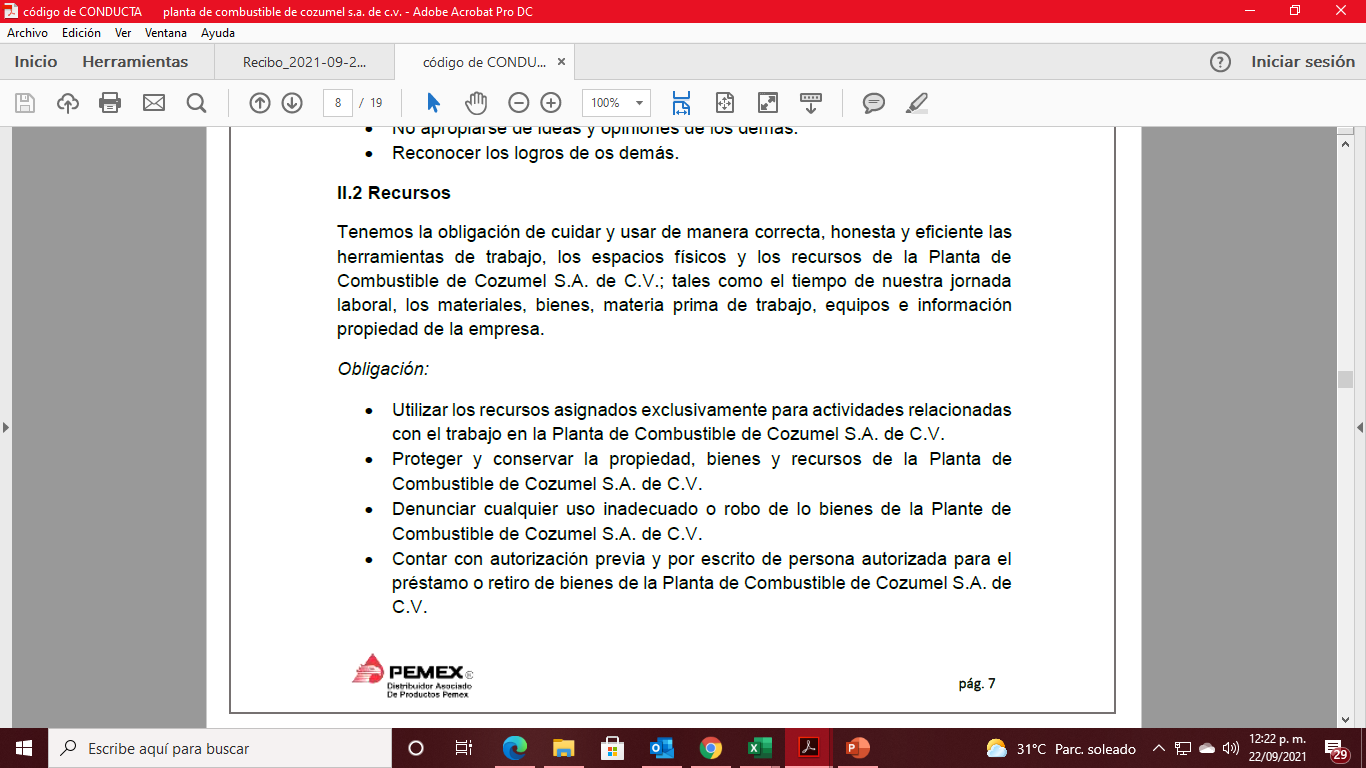 código de CONDUCTA planta de combustible de cozumel s.a. de c.v. - Adobe Acrobat Pro DC
Archivo Edición Ver Ventana Ayuda
Inicio Herramientas Recibo_2021-09-2... código de CONDU... × ? Iniciar sesión
8 / 19 100%
No apropiarse de ideas y opiniones de los demás.
Reconocer los logros de os demás.
II.2 Recursos
Tenemos la obligación de cuidar y usar de manera correcta, honesta y eficiente las
herramientas de trabajo, los espacios físicos y los recursos de la Planta de
Combustible de Cozumel S.A. de C.V.; tales como el tiempo de nuestra jornada
laboral, los materiales, bienes, materia prima de trabajo, equipos e información
propiedad de la empresa.
Obligación:
Utilizar los recursos asignados exclusivamente para actividades relacionadas
con el trabajo en la Planta de Combustible de Cozumel S.A. de C.V.
Proteger y conservar la propiedad, bienes y recursos de la Planta de
Combustible de Cozumel S.A. de C.V.
Denunciar cualquier uso inadecuado o robo de lo bienes de la Plante de
Combustible de Cozumel S.A. de C.V.
Contar con autorización previa y por escrito de persona autorizada para el
préstamo o retiro de bienes de la Planta de Combustible de Cozumel S.A. de
C.V.
PEMEX®
Distribuidor Asociado
De Productos Pemex
pág. 7
Escribe aquí para buscar
31°C Parc. soleado
12:22 p. m.
22/09/2021
29